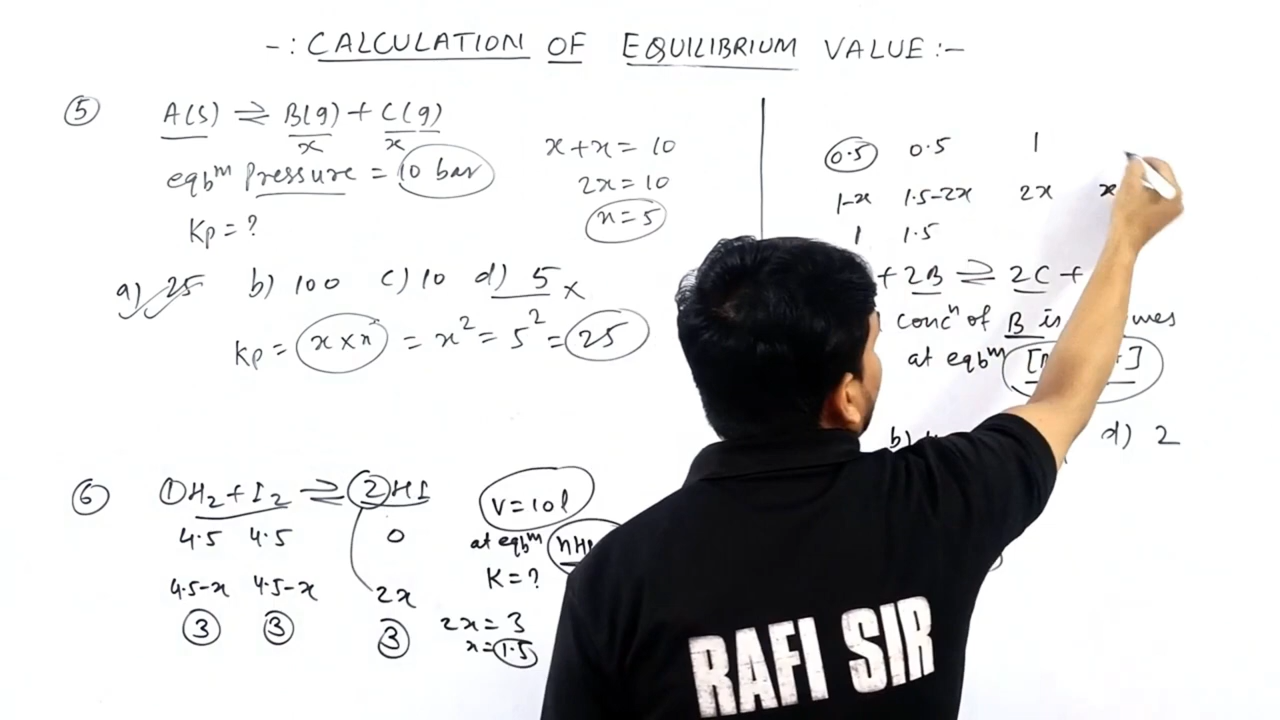 -: CALCULATION OF EQUILIBRIUM VALUE :-
5 A(s) ⇌ B(g) + C(g)
x x
eqbm Pressure = 10 bar
Kp = ?
x + x = 10
2x = 10
x = 5
a) 25 b) 100 c) 10 d) 5 x
Kp = x × x = x² = 5² = 25
6 1H₂ + I₂ ⇌ 2HI
4.5 4.5 0
4.5-x 4.5-x 2x
3 3 3
V = 10l
at eqbm
K = ?
2x = 3
x = 1.5
0.5 0.5 1
1-x 1.5-2x 2x x
1 1.5
+ 2B ⇌ 2C +
concn of B is
at eqbm
b) d) 2
RAFI SIR